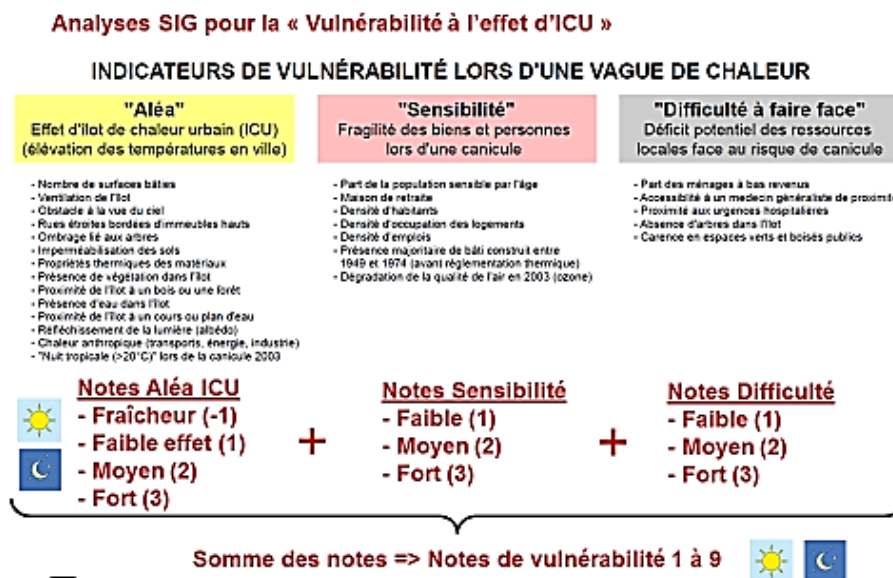 Analyses SIG pour la « Vulnérabilité à l'effet d'ICU »
INDICATEURS DE VULNÉRABILITÉ LORS D'UNE VAGUE DE CHALEUR
"Aléa"
Effet d'îlot de chaleur urbain (ICU)
(élévation des températures en ville)
- Nombre de surfaces bâties
- Ventilation de l'îlot
- Obstacle à la vue du ciel
- Rues étroites bordées d'immeubles hauts
- Ombrage lié aux arbres
- Imperméabilisation des sols
- Propriétés thermiques des matériaux
- Présence de végétation dans l'îlot
- Proximité de l'îlot à un bois ou une forêt
- Présence d'eau dans l'îlot
- Proximité de l'îlot à un cours ou plan d'eau
- Réfléchissement de la lumière (albédo)
- Chaleur anthropique (transports, énergie, industrie)
- "Nuit tropicale (>20°C)" lors de la canicule 2003
"Sensibilité"
Fragilité des biens et personnes
lors d'une canicule
- Part de la population sensible par l'âge
- Maison de retraite
- Densité d'habitants
- Densité d'occupation des logements
- Densité d'emplois
- Présence majoritaire de bâti construit entre
1949 et 1974 (avant réglementation thermique)
- Dégradation de la qualité de l'air en 2003 (ozone)
"Difficulté à faire face"
Déficit potentiel des ressources
locales face au risque de canicule
- Part des ménages à bas revenus
- Accessibilité à un medecin généraliste de proximité
- Proximité aux urgences hospitalières
- Absence d'arbres dans l'îlot
- Carence en espaces verts et boisés publics
Notes Aléa ICU
- Fraîcheur (-1)
- Faible effet (1)
- Moyen (2)
- Fort (3)
+
Notes Sensibilité
- Faible (1)
- Moyen (2)
- Fort (3)
+
Notes Difficulté
- Faible (1)
- Moyen (2)
- Fort (3)
Somme des notes => Notes de vulnérabilité 1 à 9